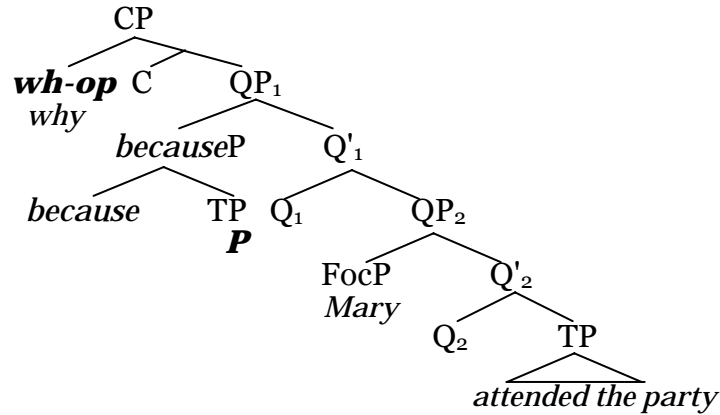 CP
wh-op C QP₁
why
becauseP Q'₁
because TP Q₁ QP₂
P
FocP Q'₂
Mary
Q₂ TP
attended the party